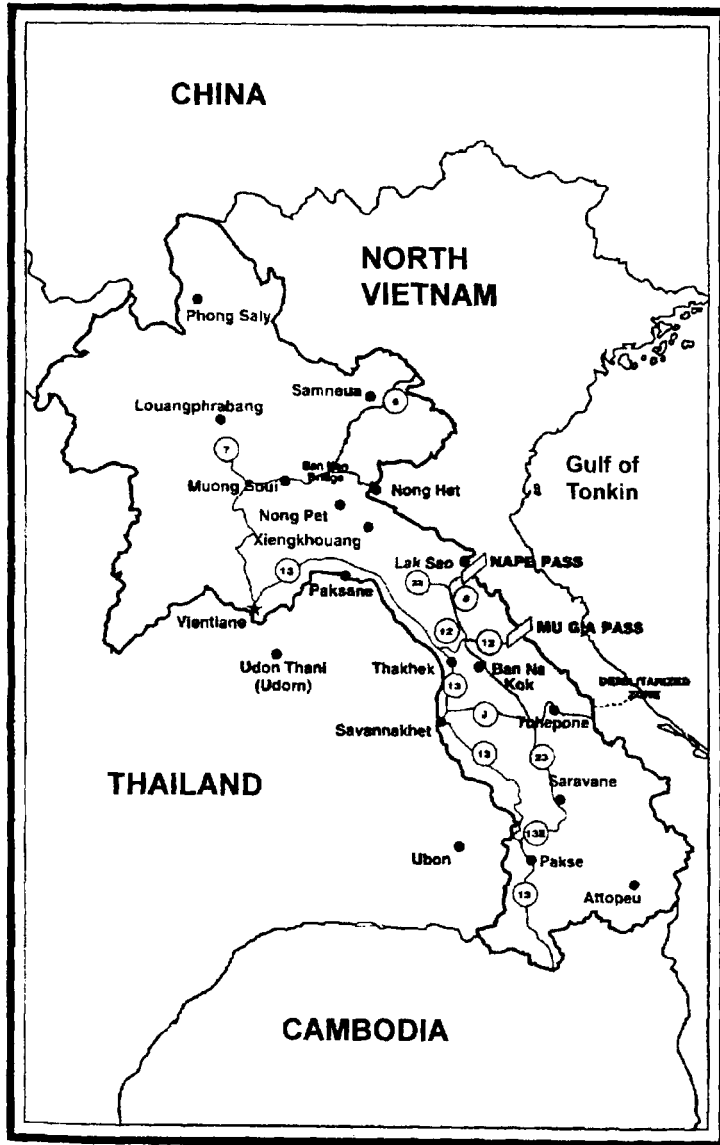 CHINA
NORTH
VIETNAM
Phong Saly
Samneua
6
Louangphrabang
7
Gulf of
Tonkin
Bridge
Muong Soui
Nong Het
Nong Pet
Xiengkhouang
Lak Sao
NAPE PASS
13
23
8
Paksane
Vientiane
12
12
MU GIA PASS
Udon Thani
(Udorn)
Thakhek
Ban Na
Kok
13
DEMILITARIZED
ZONE
9
Tchepone
Savannakhet
13
23
THAILAND
Saravane
13E
Ubon
Pakse
13
Attopeu
CAMBODIA